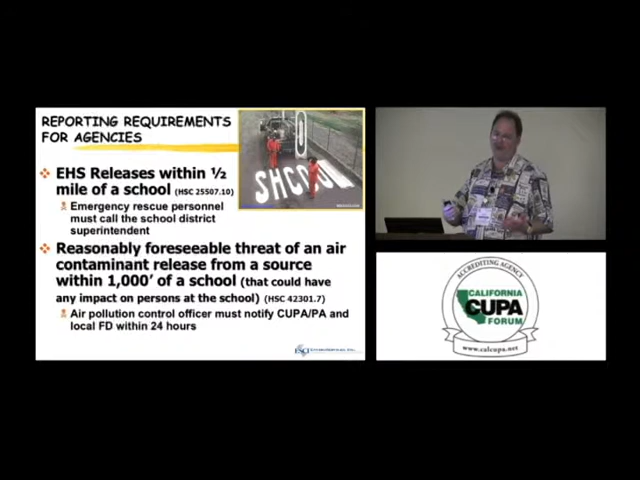 REPORTING REQUIREMENTS
FOR AGENCIES
SHCOOL
EHS Releases within ½
mile of a school (HSC 25507.10)
Emergency rescue personnel
must call the school district
superintendent
Reasonably foreseeable threat of an air
contaminant release from a source
within 1,000' of a school (that could have
any impact on persons at the school) (HSC 42301.7)
Air pollution control officer must notify CUPA/PA and
local FD within 24 hours
ACCREDITING AGENCY
CALIFORNIA
CUPA
FORUM
www.calcupa.net